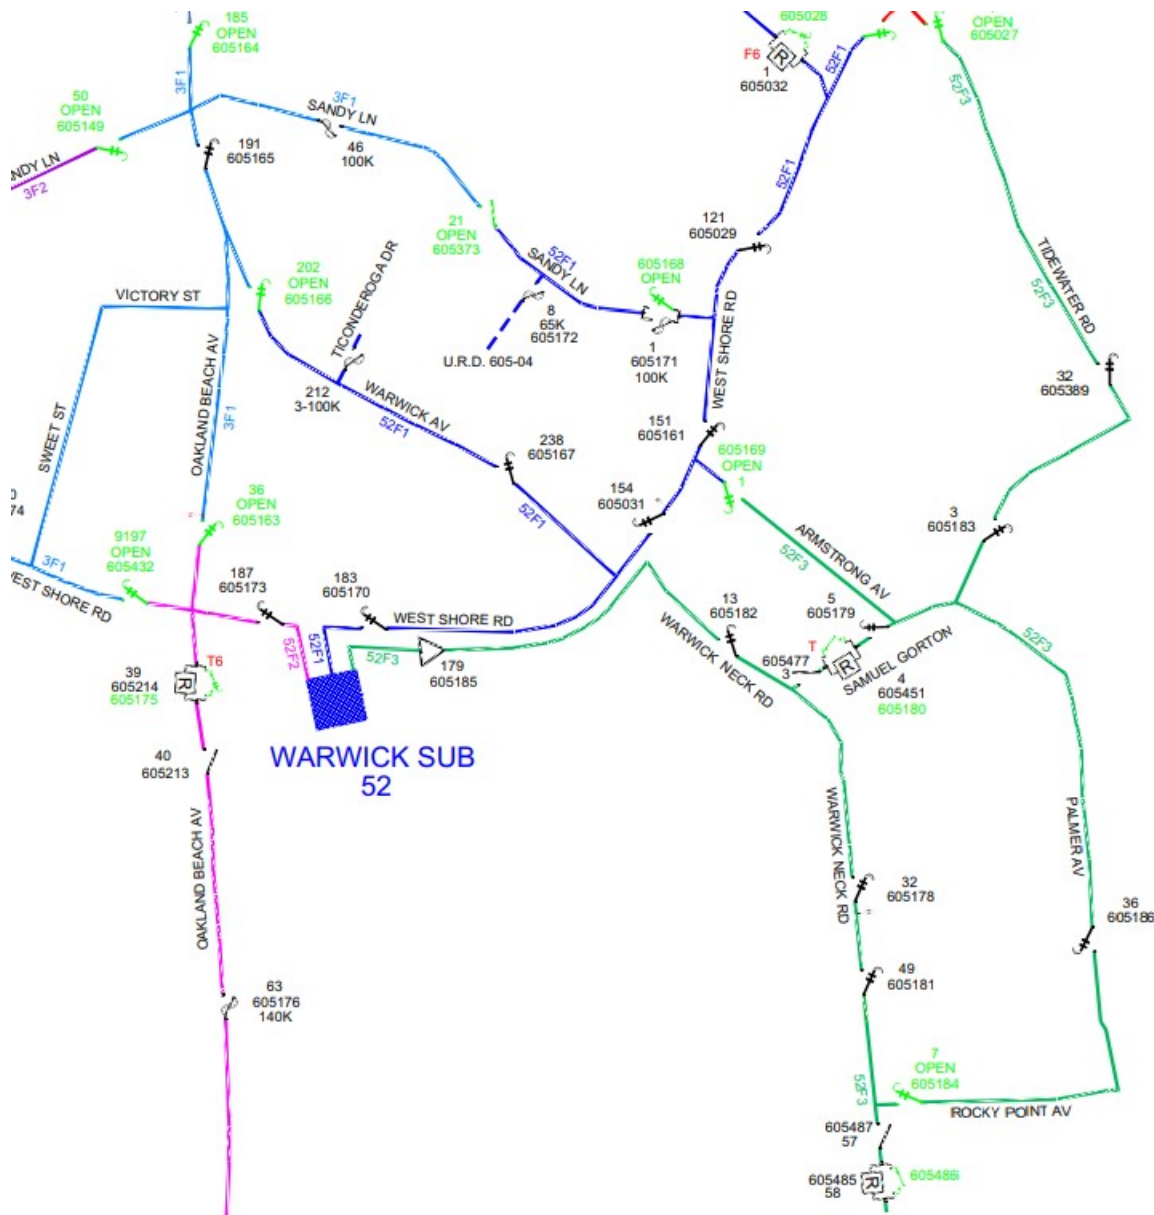 185
OPEN
605164
605028
OPEN
605027
F6
1
605032
52F1
52F3
3F1
50
OPEN
605149
3F1
SANDY LN
46
100K
191
605165
NDY LN
3F2
52F1
121
605029
21
OPEN
605373
52F1
SANDY LN
605168
OPEN
TIDEWATER RD
52F3
202
OPEN
605166
TICONDEROGA DR
VICTORY ST
8
65K
605172
U.R.D. 605-04
1
605171
100K
WEST SHORE RD
OAKLAND BEACH AV
3F1
SWEET ST
212
3-100K
WARWICK AV
52F1
32
605389
151
605161
238
605167
605169
OPEN
1
0
74
36
OPEN
605163
154
605031
52F1
3
605183
9197
OPEN
605432
ARMSTRONG AV
52F3
3F1
VEST SHORE RD
187
605173
183
605170
WEST SHORE RD
13
605182
5
605179
52F2
52F1
52F3
179
605185
WARWICK NECK RD
T
605477
3
SAMUEL GORTON
4
605451
605180
52F3
39
605214
605175
T6
R
R
R
WARWICK SUB
52
40
605213
OAKLAND BEACH AV
WARWICK NECK RD
PALMER AV
32
605178
36
605186
49
605181
63
605176
140K
7
OPEN
605184
52F3
ROCKY POINT AV
605487
57
605485
58
R
605486